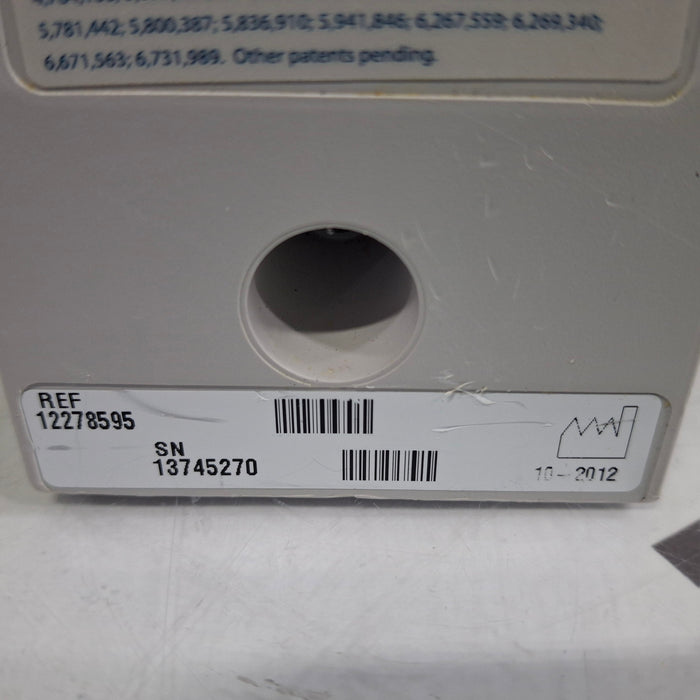 5,781,442; 5,800,387; 5,836,910; 5,941,846; 6,267,559; 6,269,340;
6,671,563; 6,731,989. Other patents pending.
REF
12278595
SN
13745270
10-2012